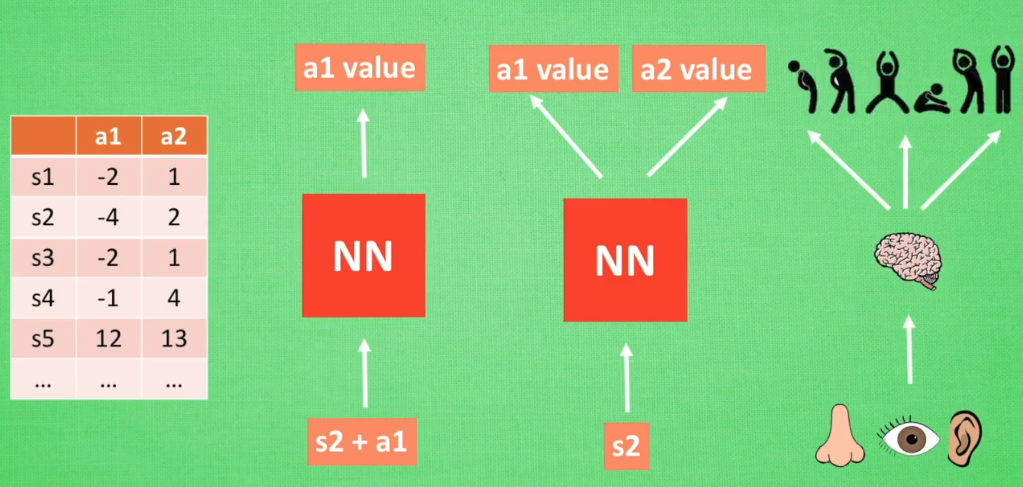 a1 a2
s1 -2 1
s2 -4 2
s3 -2 1
s4 -1 4
s5 12 13
... ... ...
a1 value
NN
s2 + a1
a1 value a2 value
NN
s2